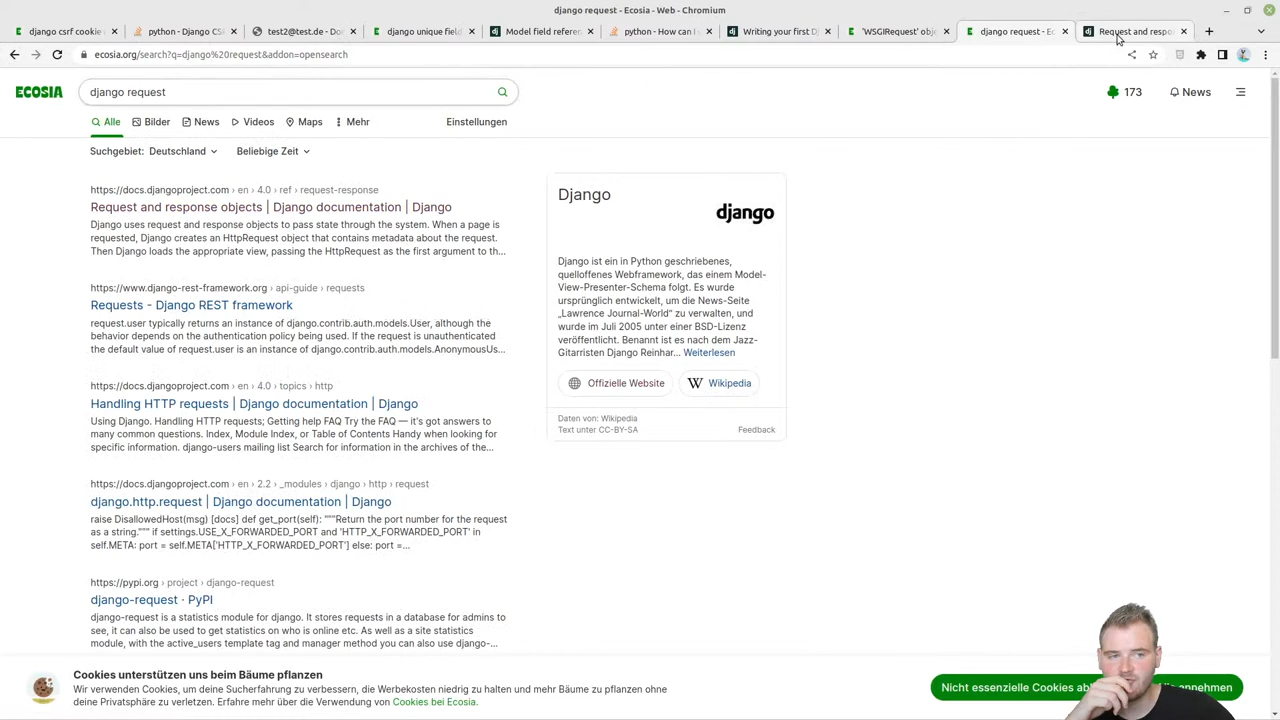 django request - Ecosia - Web - Chromium
django csrf cookie
python - Django CS
test2@test.de - Do
django unique field
Model field refere
python - How can I
Writing your first Dj
'WSGIRequest' obj
django request - Ec
Request and respo
ecosia.org/search?q=django%20request&addon=opensearch
ECOSIA
django request
173
News
Alle
Bilder
News
Videos
Maps
Mehr
Einstellungen
Suchgebiet: Deutschland
Beliebige Zeit
https://docs.djangoproject.com › en › 4.0 › ref › request-response
Request and response objects | Django documentation | Django
Django uses request and response objects to pass state through the system. When a page is
requested, Django creates an HttpRequest object that contains metadata about the request.
Then Django loads the appropriate view, passing the HttpRequest as the first argument to th...
https://www.django-rest-framework.org › api-guide › requests
Requests - Django REST framework
request.user typically returns an instance of django.contrib.auth.models.User, although the
behavior depends on the authentication policy being used. If the request is unauthenticated
the default value of request.user is an instance of django.contrib.auth.models.AnonymousUs...
https://docs.djangoproject.com › en › 4.0 › topics › http
Handling HTTP requests | Django documentation | Django
Using Django. Handling HTTP requests; Getting help FAQ Try the FAQ — it's got answers to
many common questions. Index, Module Index, or Table of Contents Handy when looking for
specific information. django-users mailing list Search for information in the archives of the...
https://docs.djangoproject.com › en › 2.2 › _modules › django › http › request
django.http.request | Django documentation | Django
raise DisallowedHost(msg) [docs] def get_port(self): """Return the port number for the request
as a string.""" if settings.USE_X_FORWARDED_PORT and 'HTTP_X_FORWARDED_PORT' in
self.META: port = self.META['HTTP_X_FORWARDED_PORT'] else: port =...
https://pypi.org › project › django-request
django-request · PyPI
django-request is a statistics module for django. It stores requests in a database for admins to
see, it can also be used to get statistics on who is online etc. As well as a site statistics
module, with the active_users template tag and manager method you can also use django-...
Django
django
Django ist ein in Python geschriebenes,
quelloffenes Webframework, das einem Model-
View-Presenter-Schema folgt. Es wurde
ursprünglich entwickelt, um die News-Seite
„Lawrence Journal-World“ zu verwalten, und
wurde im Juli 2005 unter einer BSD-Lizenz
veröffentlicht. Benannt ist es nach dem Jazz-
Gitarristen Django Reinhar... Weiterlesen
Offizielle Website
W Wikipedia
Daten von: Wikipedia
Text unter CC-BY-SA
Feedback
Cookies unterstützen uns beim Bäume pflanzen
Wir verwenden Cookies, um deine Sucherfahrung zu verbessern, die Werbekosten niedrig zu halten und mehr Bäume zu pflanzen ohne
deine Privatsphäre zu verletzen. Erfahre mehr über die Verwendung von Cookies bei Ecosia.
Nicht essenzielle Cookies abl
annehmen